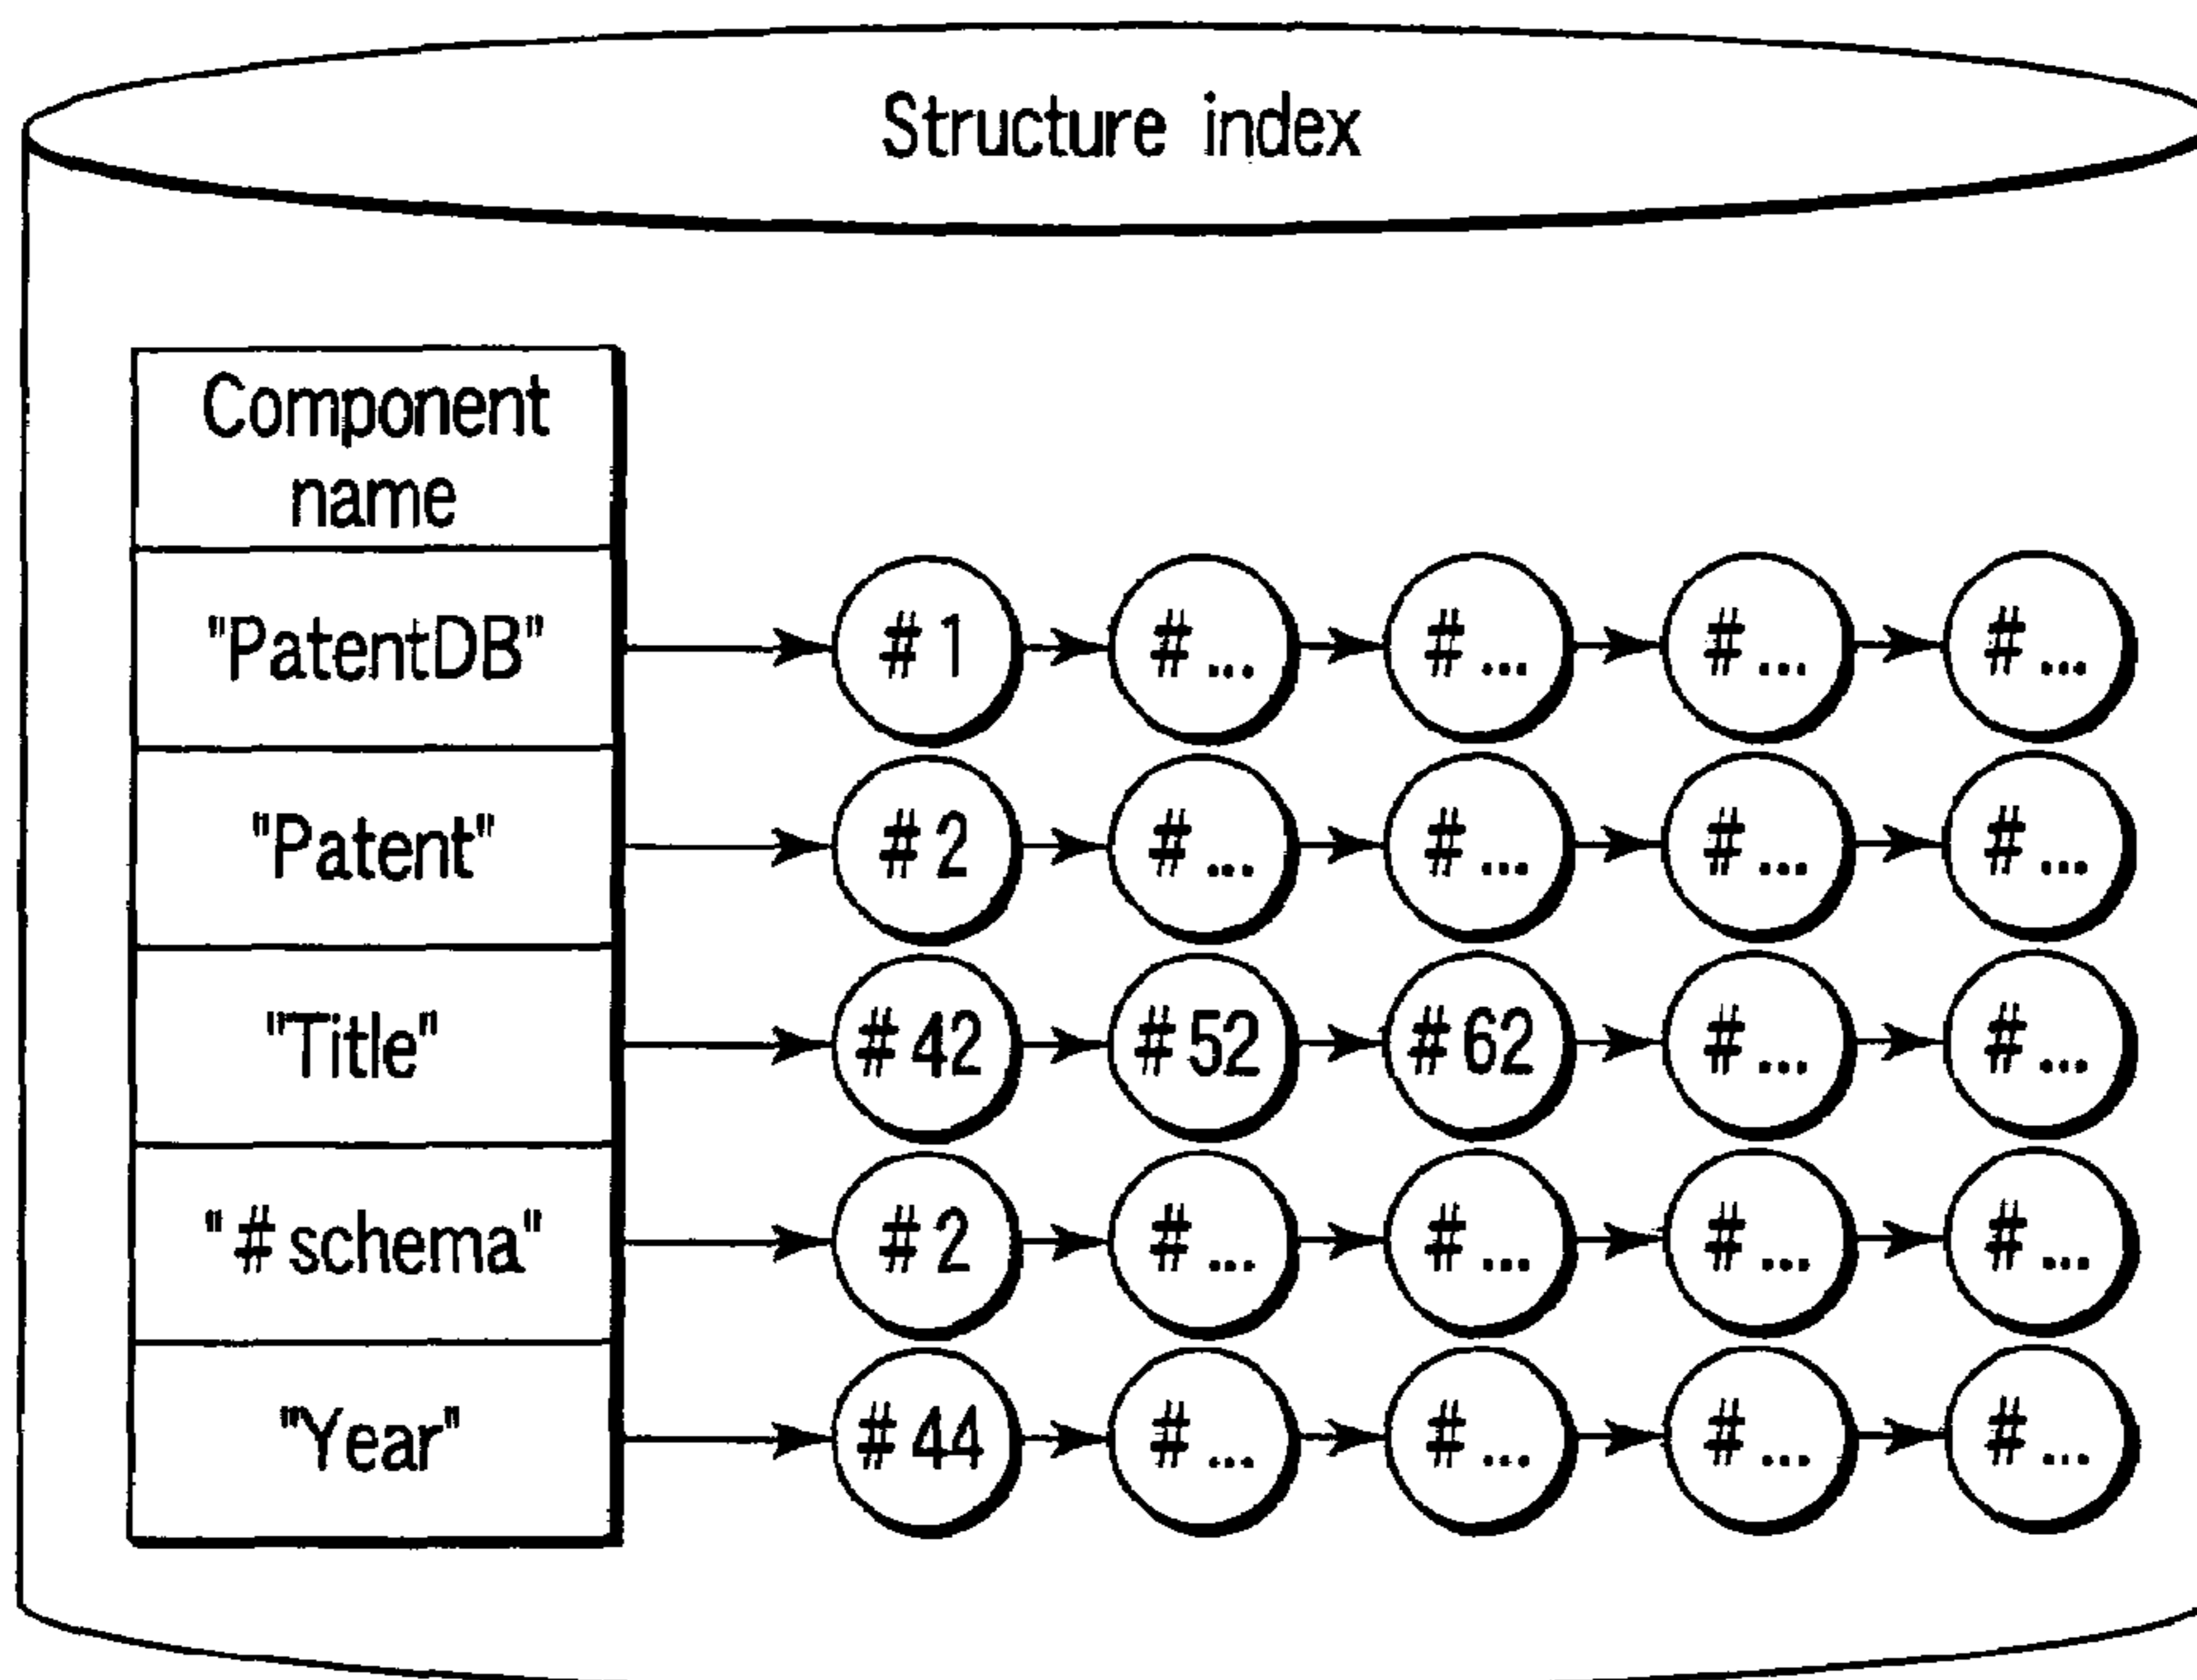 Structure index
Component
name
"PatentDB" #1 #... #... #... #...
"Patent" #2 #... #... #... #...
"Title" #42 #52 #62 #... #...
"#schema" #2 #... #... #... #...
"Year" #44 #... #... #... #...